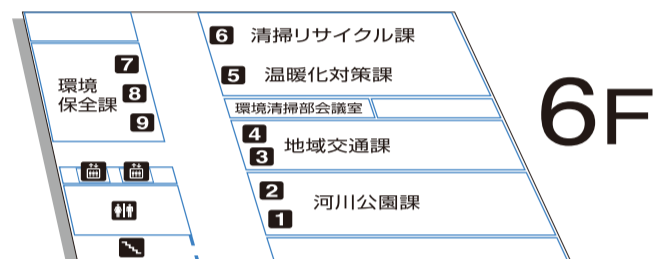 6 清掃リサイクル課
7
5 温暖化対策課
環境
保全課
8
9
環境清掃部会議室
4
3
地域交通課
2
1
河川公園課
6F